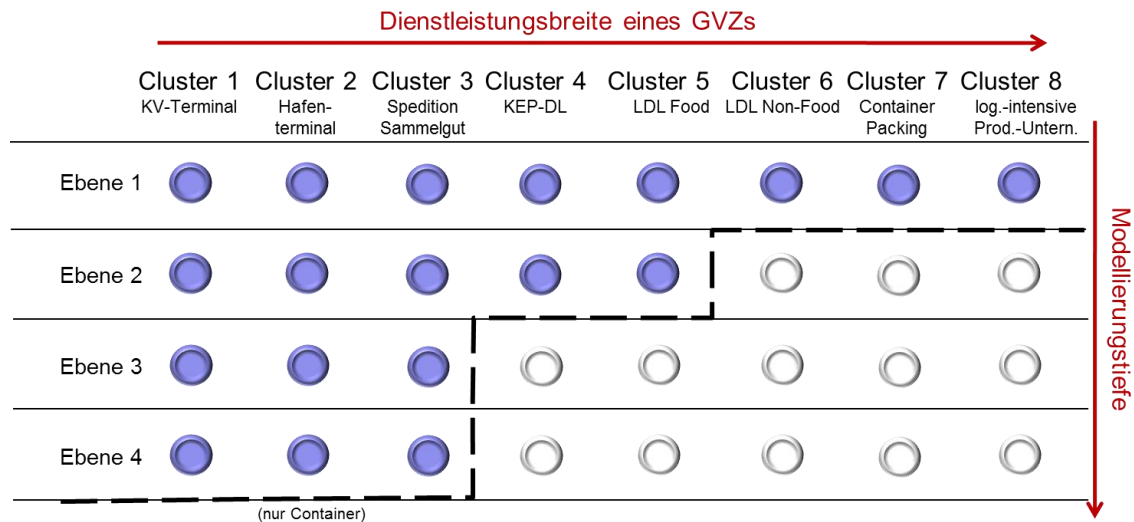 Dienstleistungsbreite eines GVZs
Cluster 1 Cluster 2 Cluster 3 Cluster 4 Cluster 5 Cluster 6 Cluster 7 Cluster 8
KV-Terminal Hafen- Spedition KEP-DL LDL Food LDL Non-Food Container log.-intensive
terminal Sammelgut Packing Prod.-Untern.
Ebene 1
Ebene 2
Ebene 3
Ebene 4
(nur Container)
Modellierungstiefe